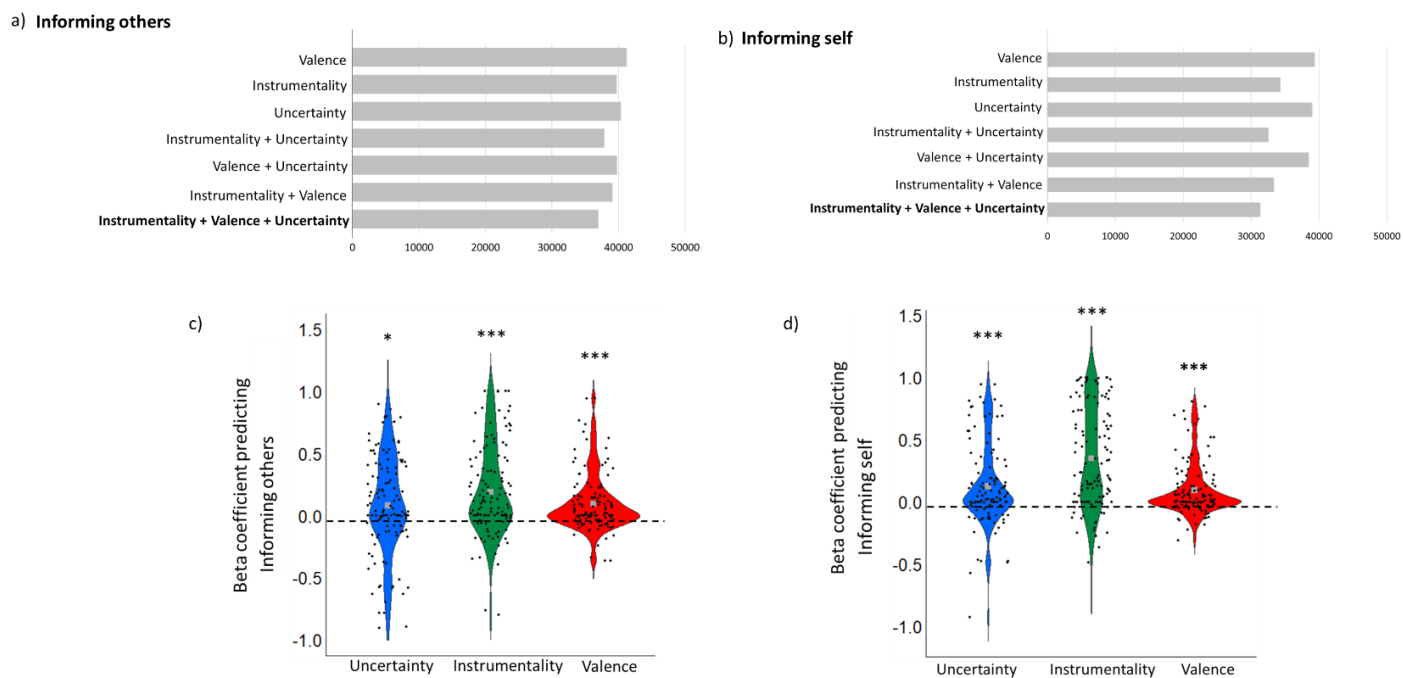 a) Informing others
Valence
Instrumentality
Uncertainty
Instrumentality + Uncertainty
Valence + Uncertainty
Instrumentality + Valence
Instrumentality + Valence + Uncertainty
0 10000 20000 30000 40000 50000
b) Informing self
Valence
Instrumentality
Uncertainty
Instrumentality + Uncertainty
Valence + Uncertainty
Instrumentality + Valence
Instrumentality + Valence + Uncertainty
0 10000 20000 30000 40000 50000
c)
Beta coefficient predicting
Informing others
1.5
1.0
0.5
0.0
-0.5
-1.0
* *** ***
Uncertainty Instrumentality Valence
d)
Beta coefficient predicting
Informing self
1.5
1.0
0.5
0.0
-0.5
-1.0
*** *** ***
Uncertainty Instrumentality Valence